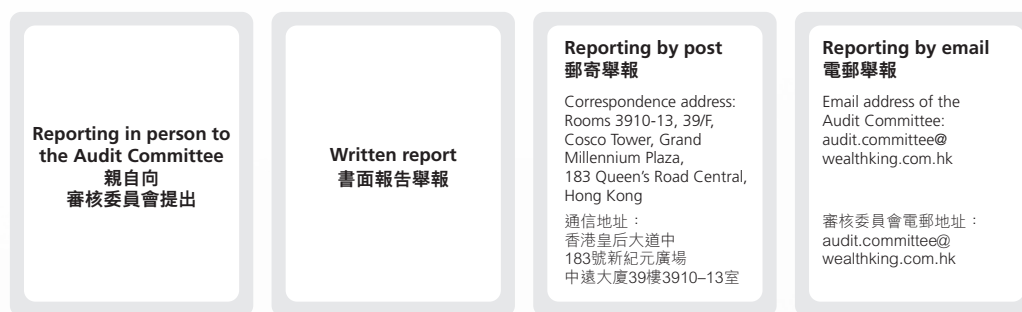 Reporting in person to
the Audit Committee
親自向
審核委員會提出
Written report
書面報告舉報
Reporting by post
郵寄舉報
Correspondence address:
Rooms 3910-13, 39/F,
Cosco Tower, Grand
Millennium Plaza,
183 Queen’s Road Central,
Hong Kong
通信地址：
香港皇后大道中
183號新紀元廣場
中遠大廈39樓3910–13室
Reporting by email
電郵舉報
Email address of the
Audit Committee:
audit.committee@
wealthking.com.hk
審核委員會電郵地址：
audit.committee@
wealthking.com.hk